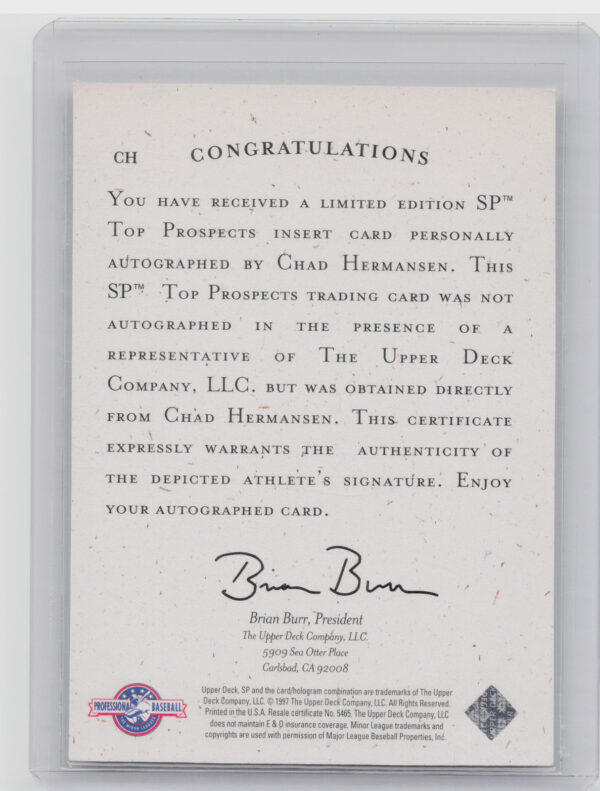 CH CONGRATULATIONS
YOU HAVE RECEIVED A LIMITED EDITION SP™
TOP PROSPECTS INSERT CARD PERSONALLY
AUTOGRAPHED BY CHAD HERMANSEN. THIS
SP™ TOP PROSPECTS TRADING CARD WAS NOT
AUTOGRAPHED IN THE PRESENCE OF A
REPRESENTATIVE OF THE UPPER DECK
COMPANY, LLC. BUT WAS OBTAINED DIRECTLY
FROM CHAD HERMANSEN. THIS CERTIFICATE
EXPRESSLY WARRANTS THE AUTHENTICITY OF
THE DEPICTED ATHLETE'S SIGNATURE. ENJOY
YOUR AUTOGRAPHED CARD.
Brian Burr
Brian Burr, President
The Upper Deck Company, LLC.
5909 Sea Otter Place
Carlsbad, CA 92008
PROFESSIONAL BASEBALL
THE MINOR LEAGUES
Upper Deck, SP and the card/hologram combination are trademarks of The Upper
Deck Company, LLC. © 1997 The Upper Deck Company, LLC. All Rights Reserved.
Printed in the U.S.A. Resale certificate No. 5465. The Upper Deck Company, LLC
does not maintain E & O insurance coverage. Minor League trademarks and
copyrights are used with permission of Major League Baseball Properties, Inc.